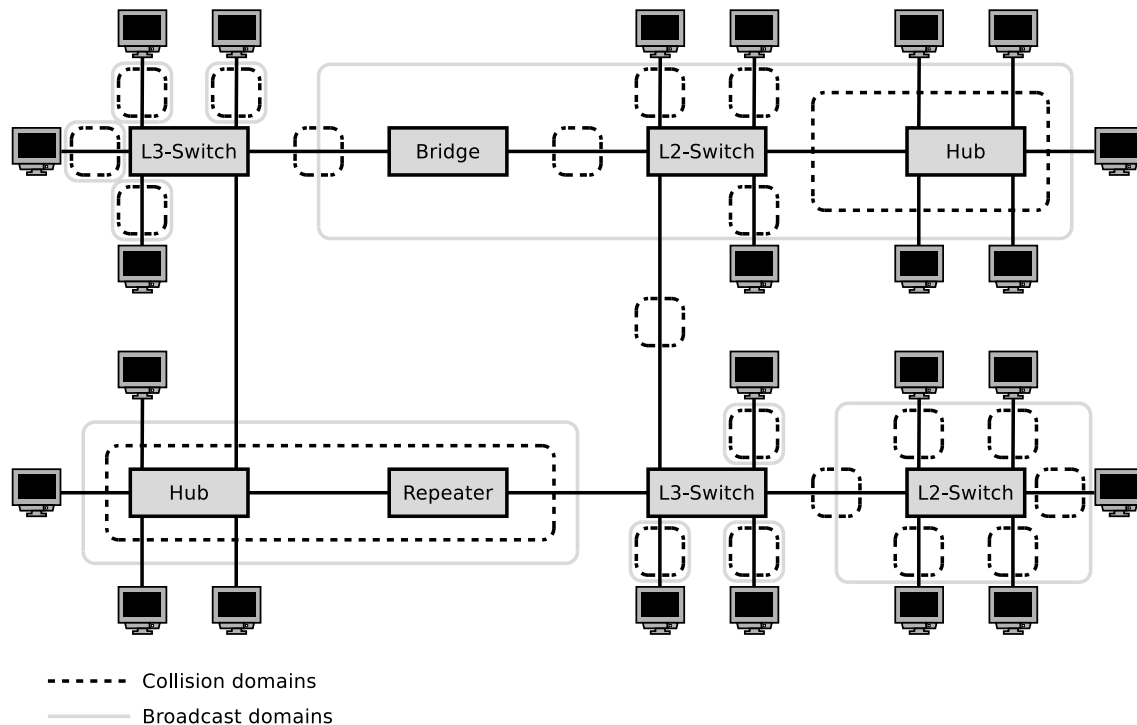 L3-Switch
Bridge
L2-Switch
Hub
Hub
Repeater
L3-Switch
L2-Switch
Collision domains
Broadcast domains